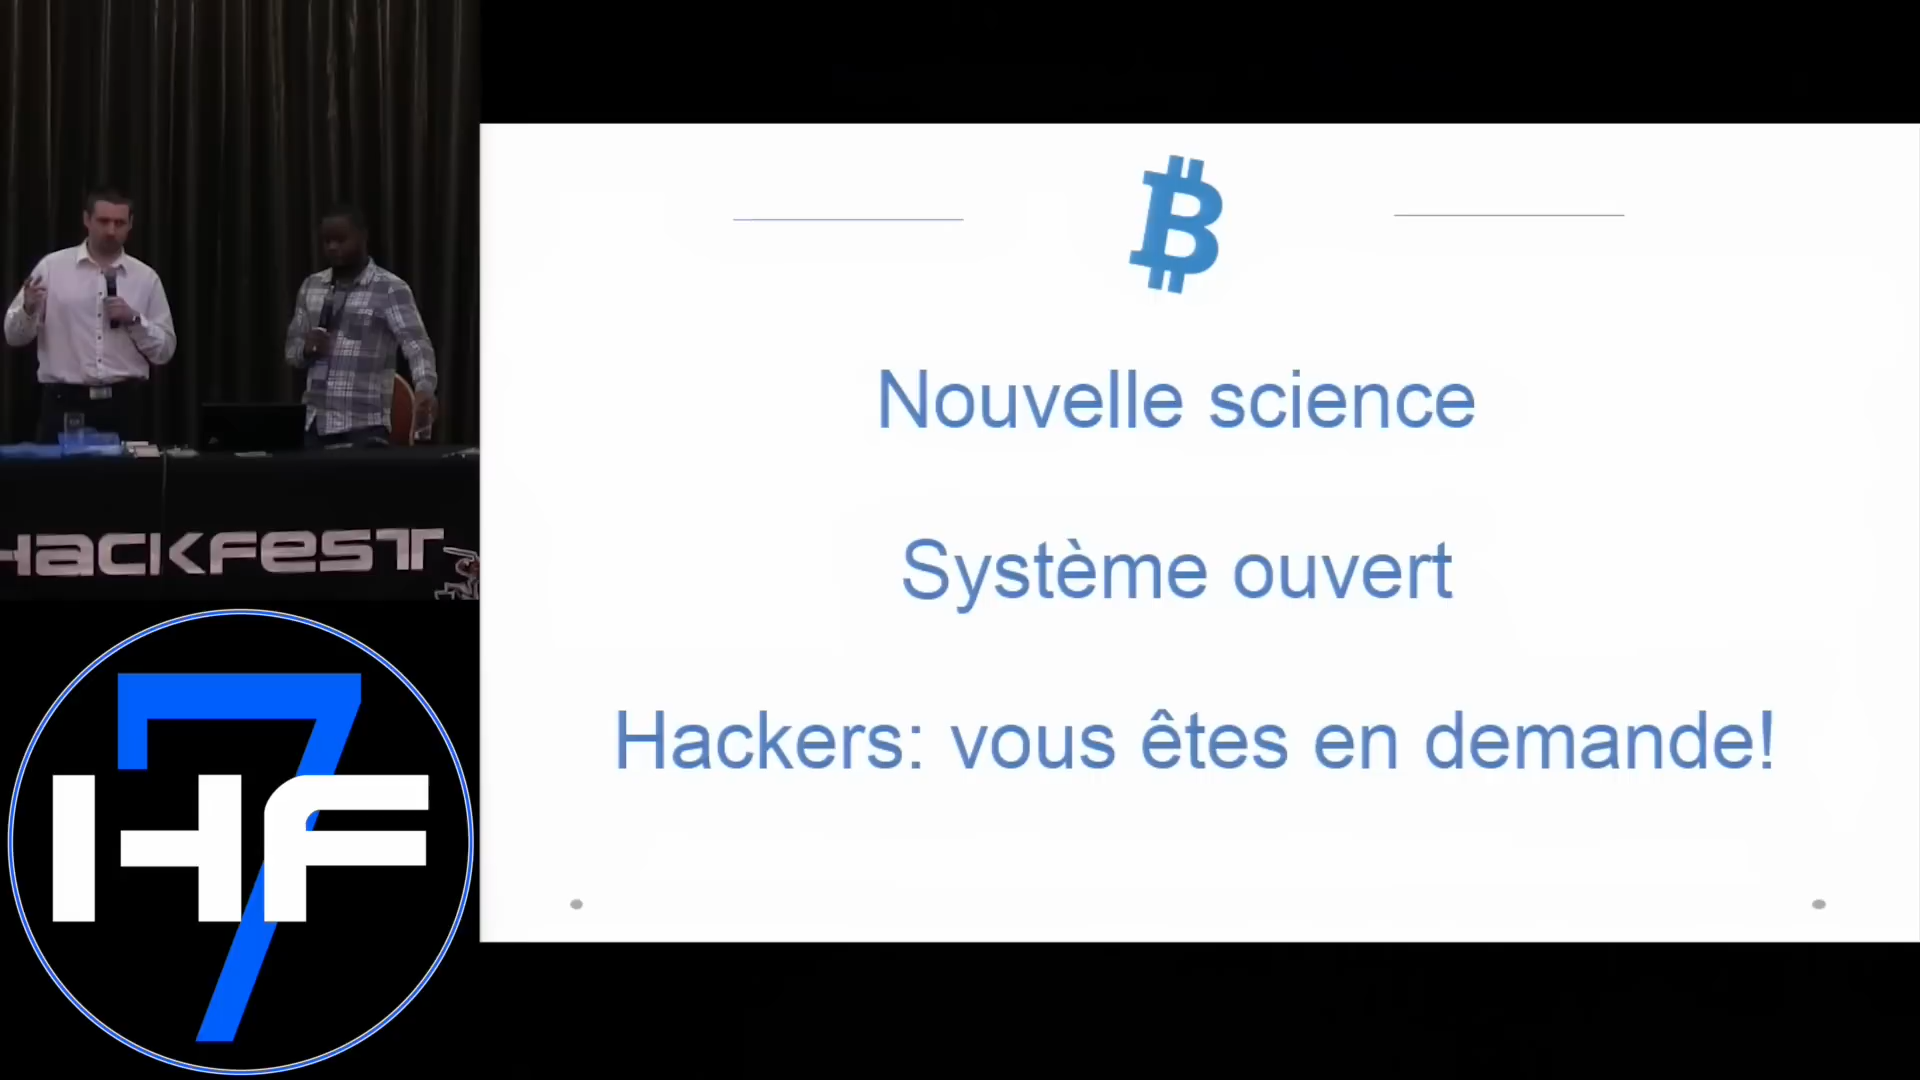 Nouvelle science
Système ouvert
Hackers: vous êtes en demande!
HACKFEST
7
HF